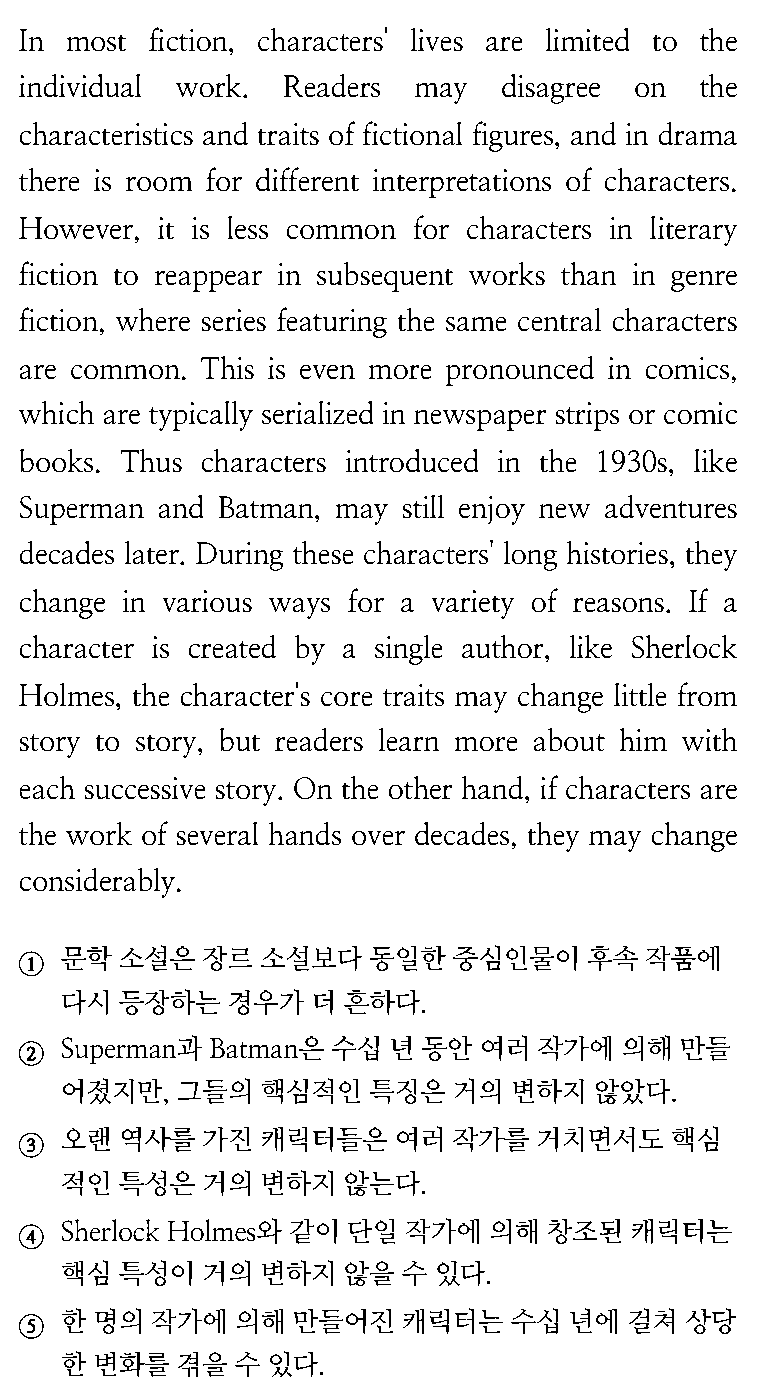 In most fiction, characters' lives are limited to the
individual work. Readers may disagree on the
characteristics and traits of fictional figures, and in drama
there is room for different interpretations of characters.
However, it is less common for characters in literary
fiction to reappear in subsequent works than in genre
fiction, where series featuring the same central characters
are common. This is even more pronounced in comics,
which are typically serialized in newspaper strips or comic
books. Thus characters introduced in the 1930s, like
Superman and Batman, may still enjoy new adventures
decades later. During these characters' long histories, they
change in various ways for a variety of reasons. If a
character is created by a single author, like Sherlock
Holmes, the character's core traits may change little from
story to story, but readers learn more about him with
each successive story. On the other hand, if characters are
the work of several hands over decades, they may change
considerably.
① 문학 소설은 장르 소설보다 동일한 중심인물이 후속 작품에
다시 등장하는 경우가 더 흔하다.
② Superman과 Batman은 수십 년 동안 여러 작가에 의해 만들
어졌지만, 그들의 핵심적인 특징은 거의 변하지 않았다.
③ 오랜 역사를 가진 캐릭터들은 여러 작가를 거치면서도 핵심
적인 특성은 거의 변하지 않는다.
④ Sherlock Holmes와 같이 단일 작가에 의해 창조된 캐릭터는
핵심 특성이 거의 변하지 않을 수 있다.
⑤ 한 명의 작가에 의해 만들어진 캐릭터는 수십 년에 걸쳐 상당
한 변화를 겪을 수 있다.